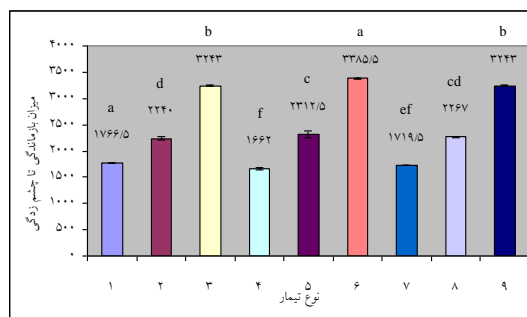 b
a
b
۴۰۰۰
۳۵۰۰
۳۰۰۰
۲۵۰۰
۲۰۰۰
۱۵۰۰
۱۰۰۰
۵۰۰
۰
میزان بازماندگی تا چشم زدگی
a
۱۷۶۶/۵
d
۲۲۴۰
۳۲۴۳
f
۱۶۶۲
c
۲۳۱۲/۵
۳۳۸۵/۵
ef
۱۷۱۹/۵
cd
۲۲۶۷
۳۲۴۳
۱ ۲ ۳ ۴ ۵ ۶ ۷ ۸ ۹
نوع تیمار